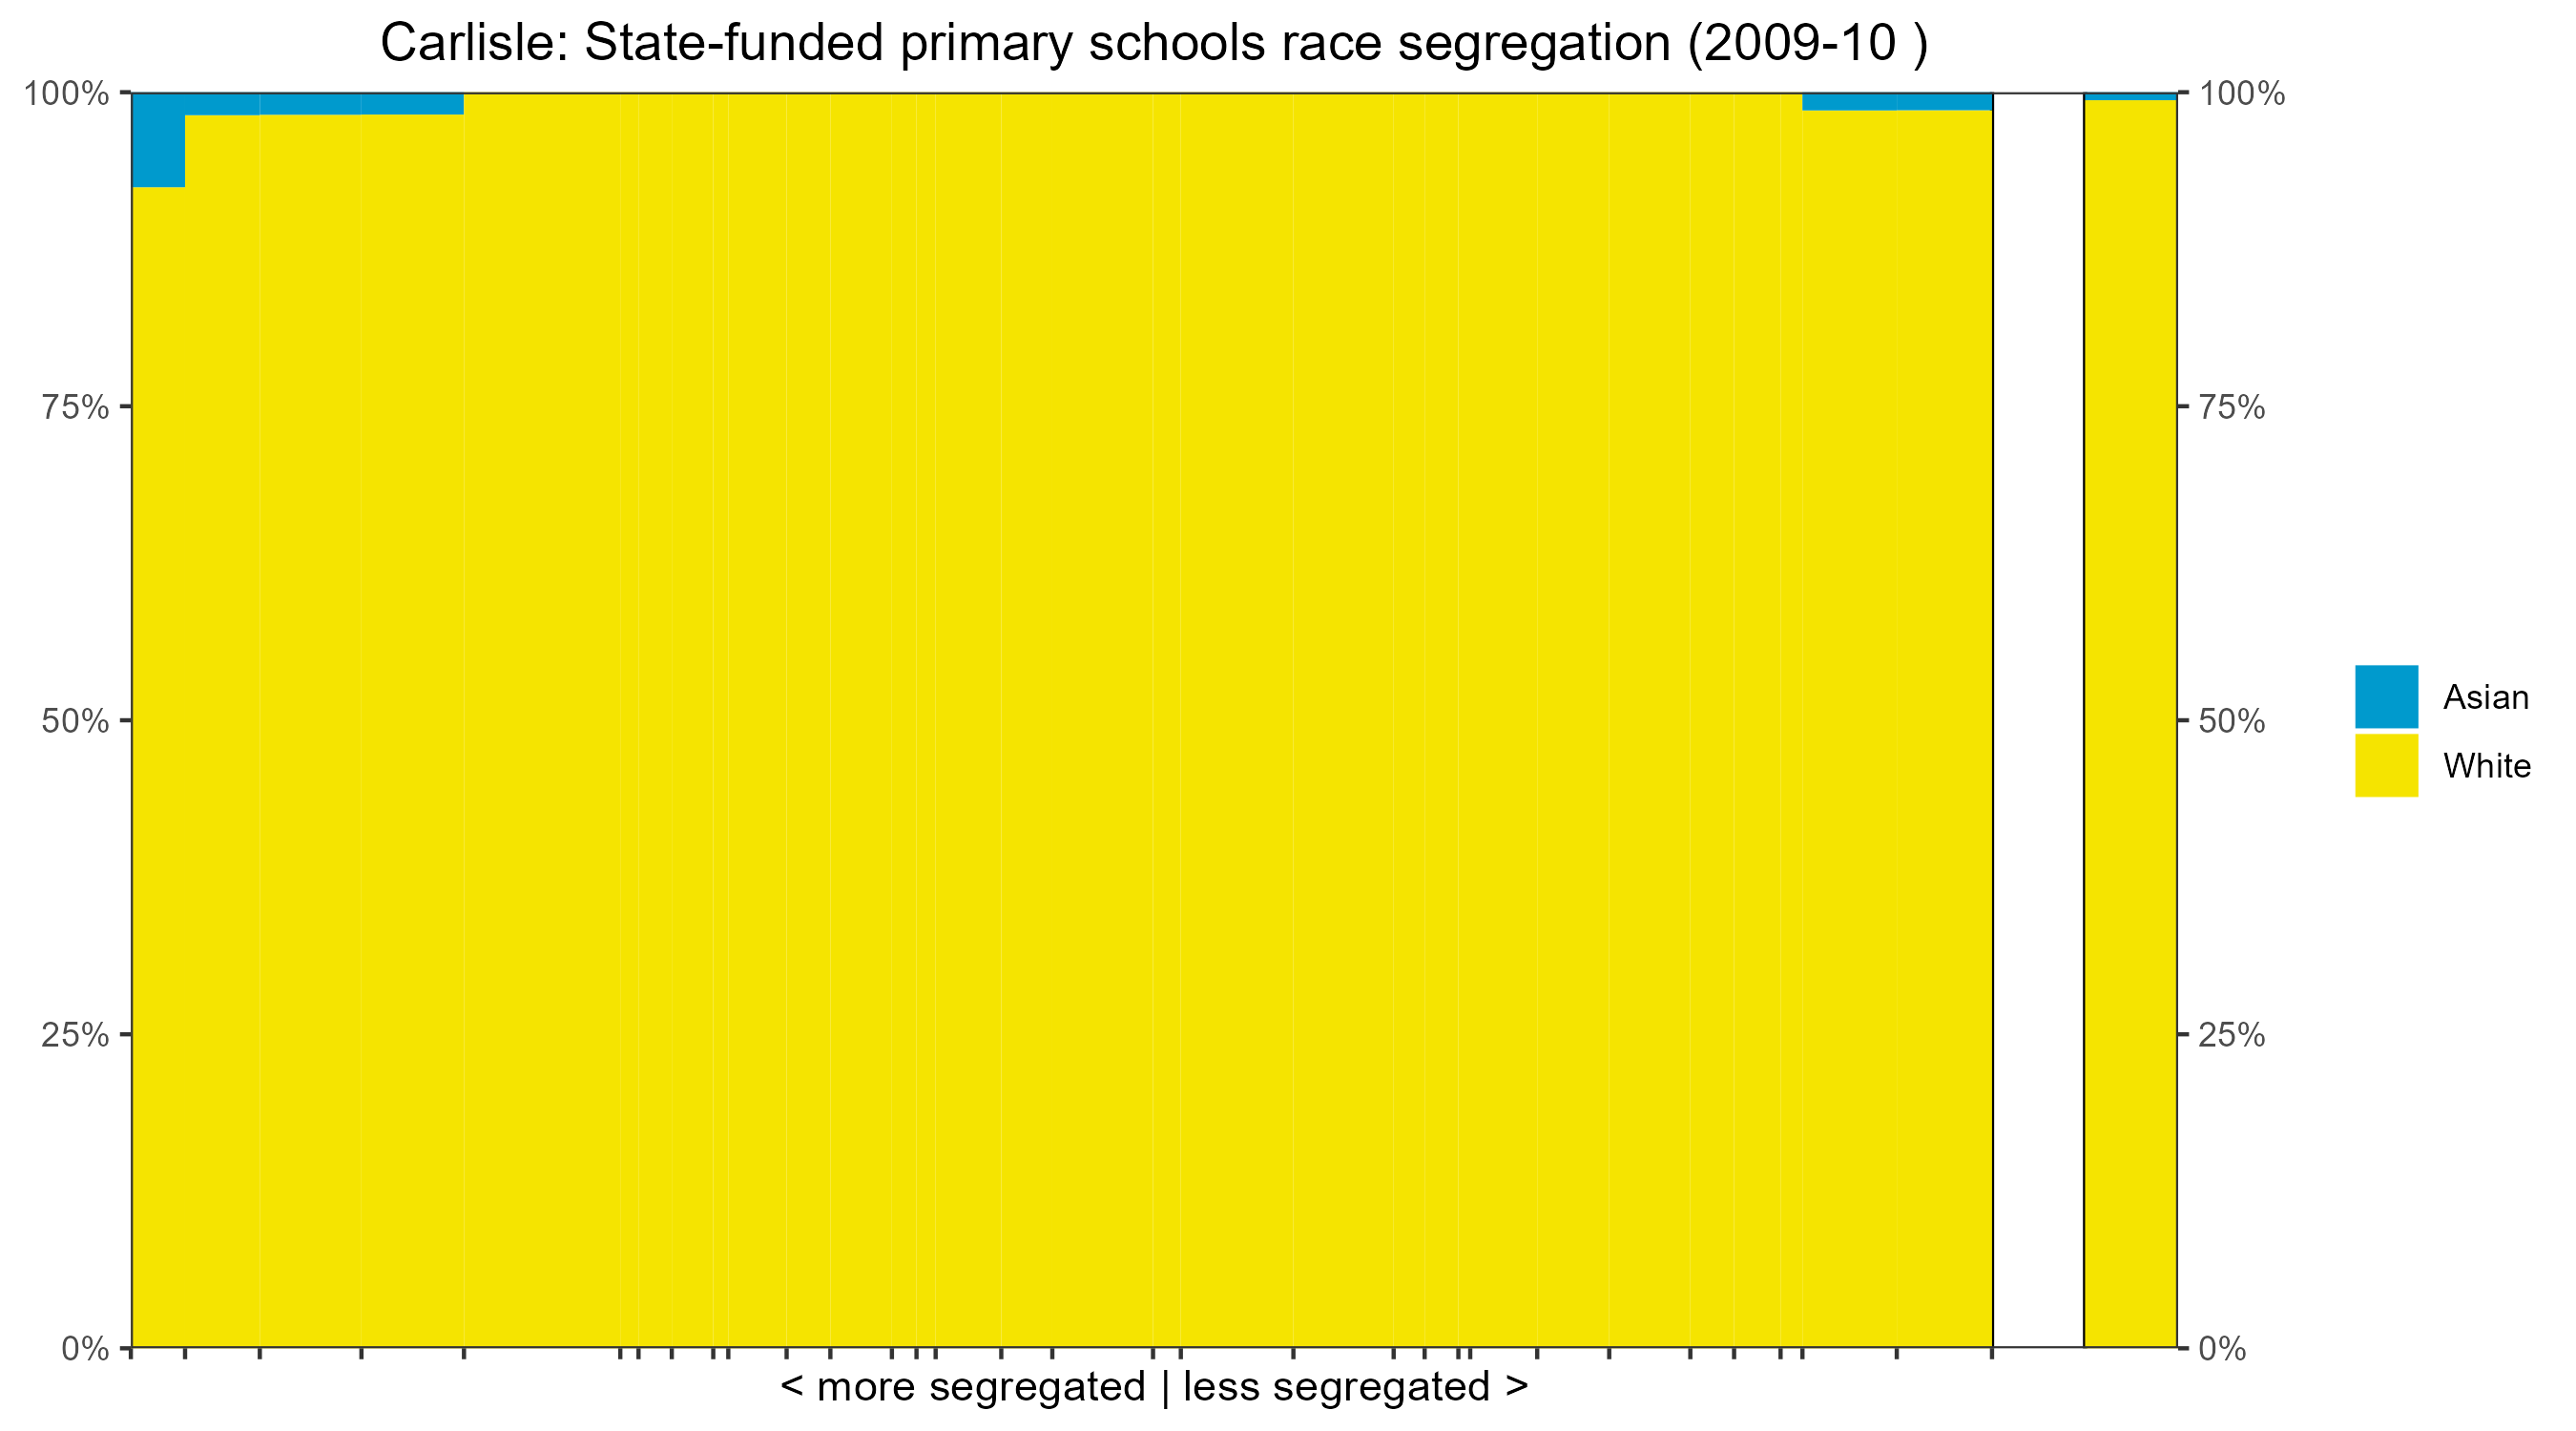 Carlisle: State-funded primary schools race segregation (2009-10 )
100%
75%
50%
25%
0%
100%
75%
50%
25%
0%
Asian
White
< more segregated | less segregated >